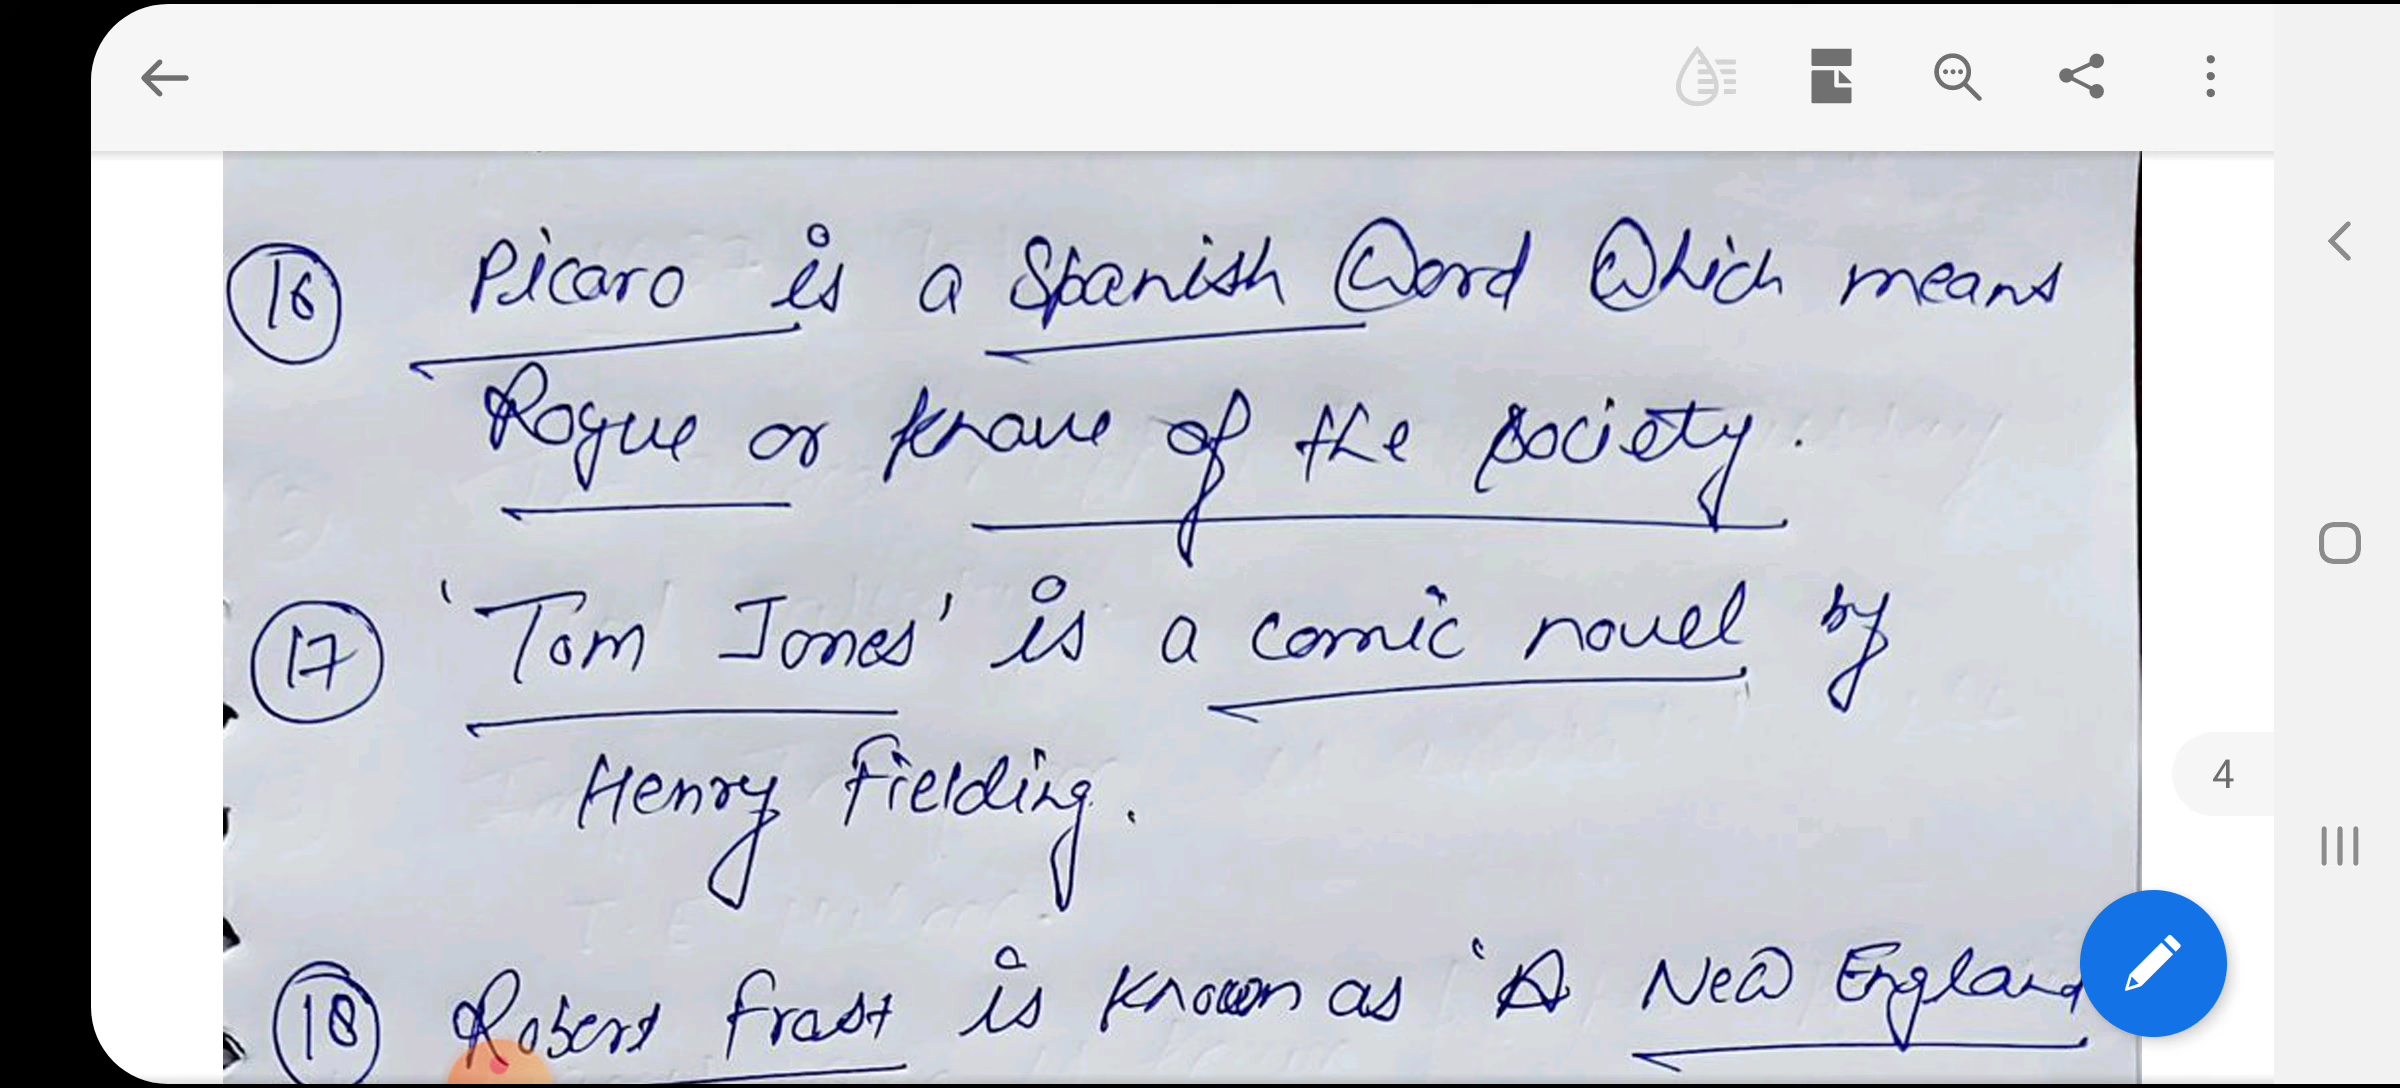 16 Picaro is a Spanish Word Which means
Rogue or knave of the society.
17 'Tom Jones' is a comic novel by
Henry Fielding.
4
18 Robert Frost is known as 'A New England